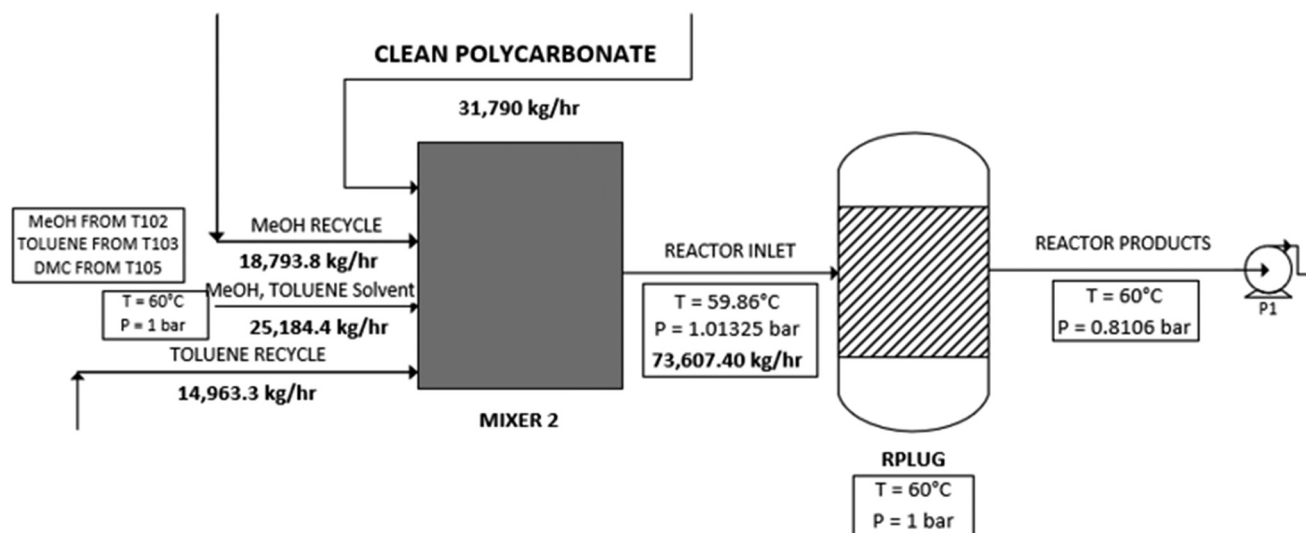 CLEAN POLYCARBONATE
31,790 kg/hr
MeOH FROM T102
TOLUENE FROM T103
DMC FROM T105
MeOH RECYCLE
18,793.8 kg/hr
T = 60°C
P = 1 bar
MeOH, TOLUENE Solvent
25,184.4 kg/hr
TOLUENE RECYCLE
14,963.3 kg/hr
MIXER 2
REACTOR INLET
T = 59.86°C
P = 1.01325 bar
73,607.40 kg/hr
RPLUG
T = 60°C
P = 1 bar
REACTOR PRODUCTS
T = 60°C
P = 0.8106 bar
P1